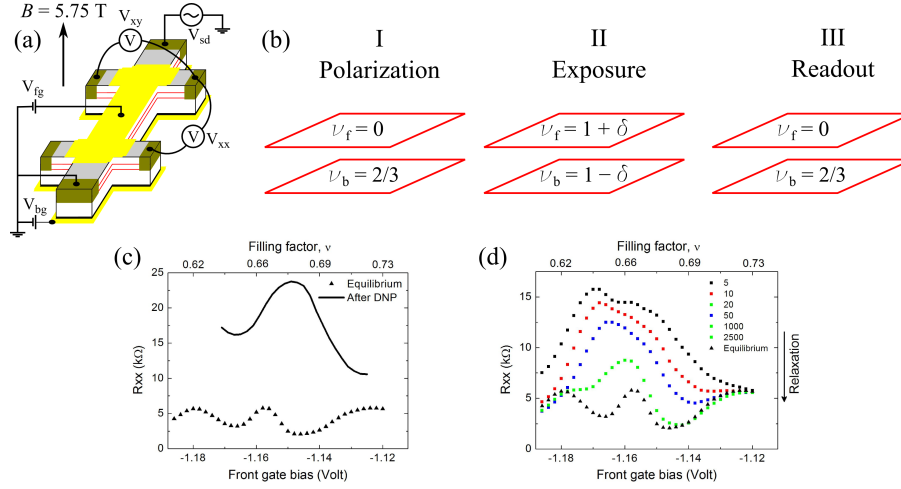 B = 5.75 T
(a)
V_xy
V
V_sd
V_fg
V
V_xx
V_bg
(b)
I
II
III
Polarization
Exposure
Readout
ν_f = 0
ν_f = 1 + δ
ν_f = 0
ν_b = 2/3
ν_b = 1 − δ
ν_b = 2/3
(c)
Filling factor, ν
0.62 0.66 0.69 0.73
Equilibrium
After DNP
25
20
15
10
5
0
Rxx (kΩ)
-1.18 -1.16 -1.14 -1.12
Front gate bias (Volt)
(d)
Filling factor, ν
0.62 0.66 0.69 0.73
5
10
20
50
1000
2500
Equilibrium
15
10
5
0
Rxx (kΩ)
Relaxation
-1.18 -1.16 -1.14 -1.12
Front gate bias (Volt)